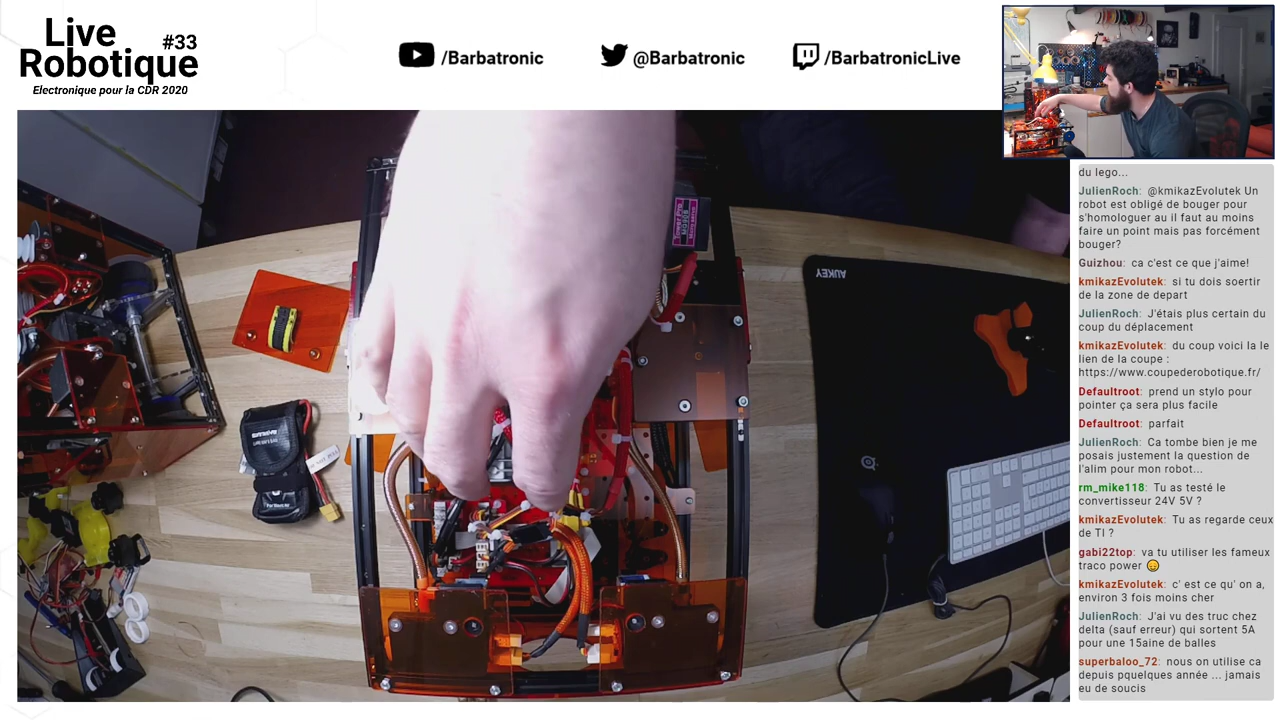 Live
Robotique #33
Electronique pour la CDR 2020
/Barbatronic
@Barbatronic
/BarbatronicLive
AUKEY
Tower Pro
du lego...
JulienRoch: @kmikazEvolutek Un
robot est obligé de bouger pour
s'homologuer au il faut au moins
faire un point mais pas forcément
bouger?
Guizhou: ca c'est ce que j'aime!
kmikazEvolutek: si tu dois soertir
de la zone de depart
JulienRoch: J'étais plus certain du
coup du déplacement
kmikazEvolutek: du coup voici la le
lien de la coupe :
https://www.coupederobotique.fr/
Defaultroot: prend un stylo pour
pointer ça sera plus facile
Defaultroot: parfait
JulienRoch: Ca tombe bien je me
posais justement la question de
l'alim pour mon robot...
rm_mike118: Tu as testé le
convertisseur 24V 5V ?
kmikazEvolutek: Tu as regarde ceux
de TI ?
gabi22top: va tu utiliser les fameux
traco power
kmikazEvolutek: c' est ce qu' on a,
environ 3 fois moins cher
JulienRoch: J'ai vu des truc chez
delta (sauf erreur) qui sortent 5A
pour une 15aine de balles
superbaloo_72: nous on utilise ca
depuis pquelques année ... jamais
eu de soucis